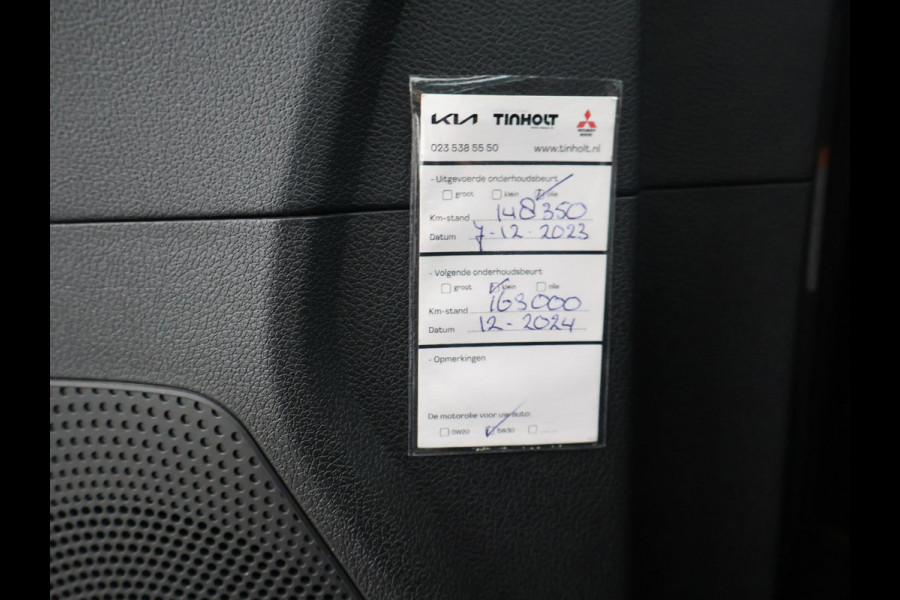 KIA TINHOLT
023 538 55 50 www.tinholt.nl
- Uitgevoerde onderhoudsbeurt
groot klein olie
Km-stand 148350
Datum 7-12-2023
- Volgende onderhoudsbeurt
groot klein olie
Km-stand 163000
Datum 12-2024
- Opmerkingen
De motorolie voor uw auto:
0W20 5W30